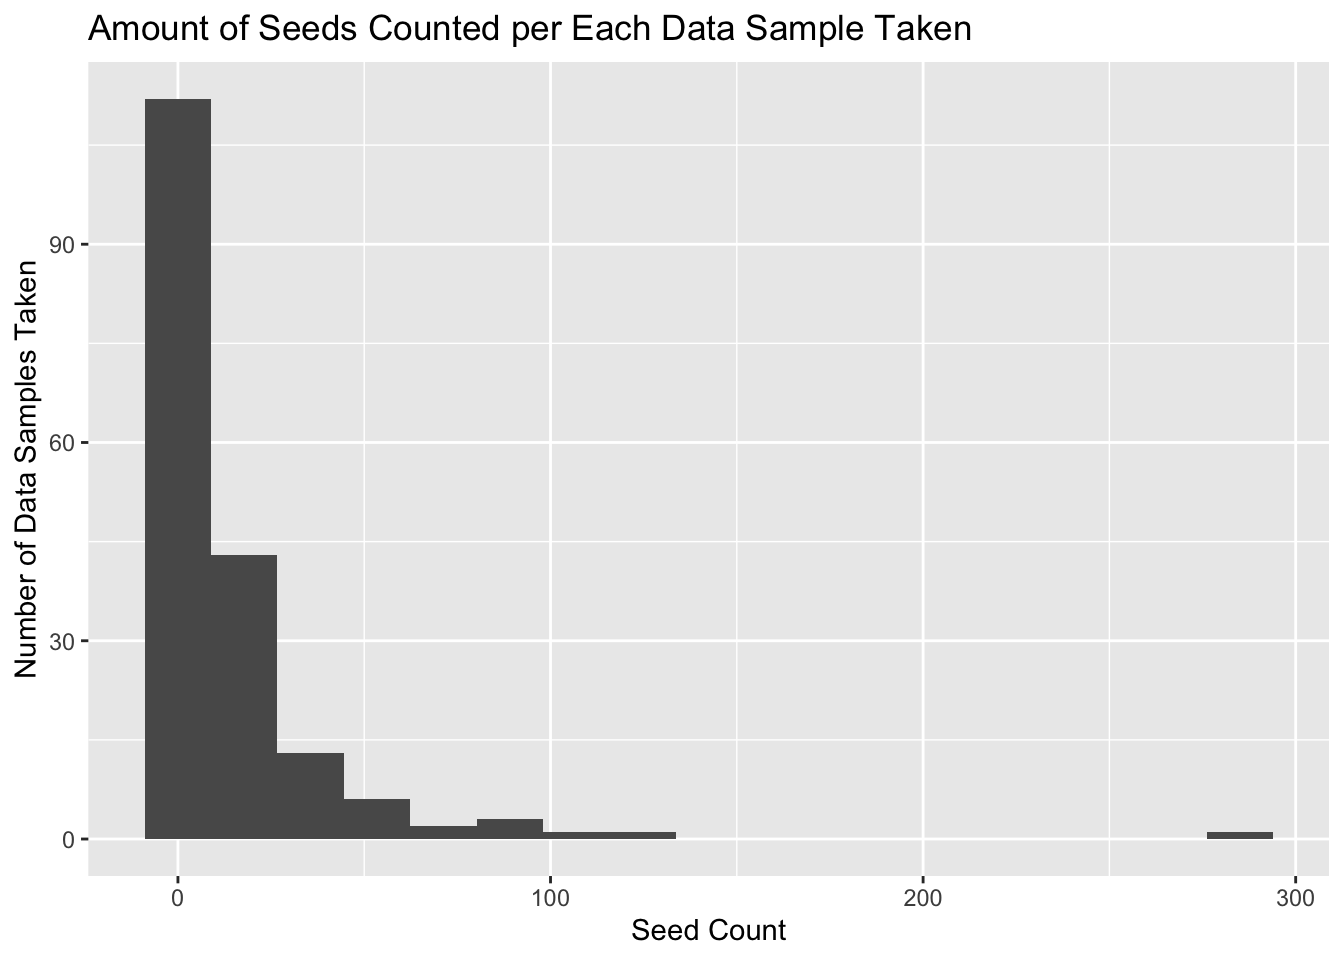 Amount of Seeds Counted per Each Data Sample Taken
Number of Data Samples Taken
90
60
30
0
0 100 200 300
Seed Count